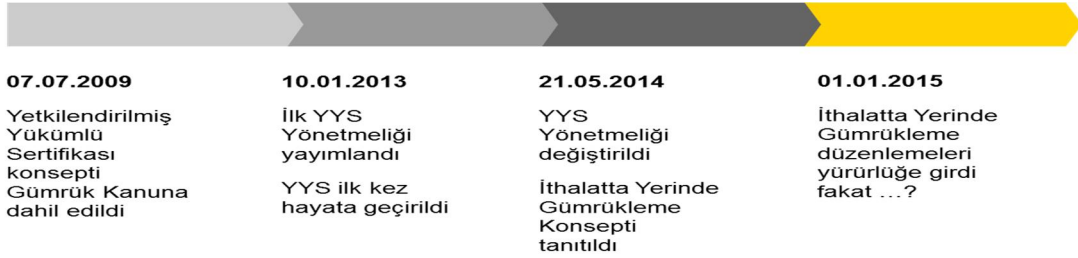 07.07.2009
Yetkilendirilmiş
Yükümlü
Sertifikası
konsepti
Gümrük Kanuna
dahil edildi
10.01.2013
İlk YYS
Yönetmeliği
yayımlandı
YYS ilk kez
hayata geçirildi
21.05.2014
YYS
Yönetmeliği
değiştirildi
İthalatta Yerinde
Gümrükleme
Konsepti
tanıtıldı
01.01.2015
İthalatta Yerinde
Gümrükleme
düzenlemeleri
yürürlüğe girdi
fakat ...?